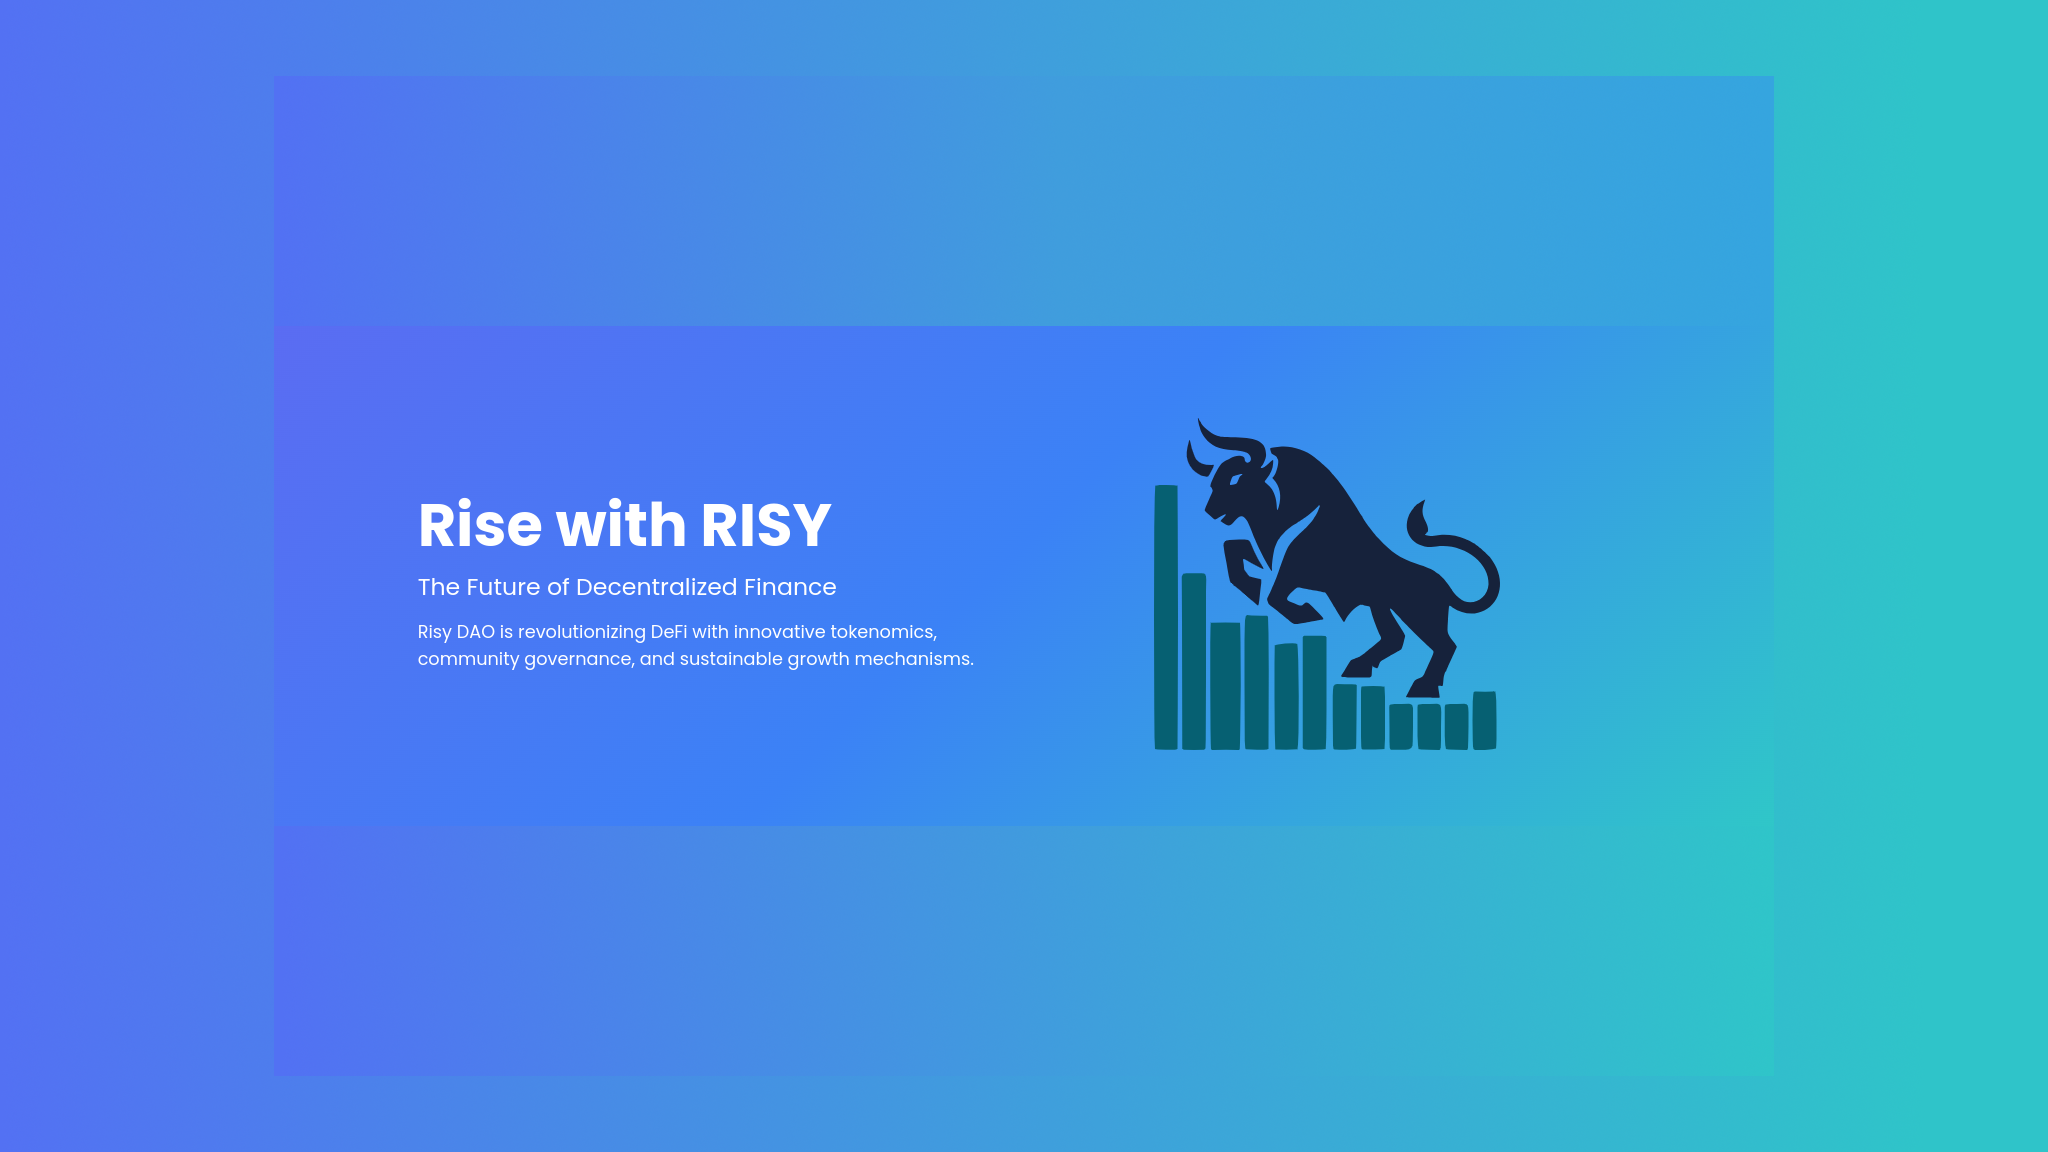 Rise with RISY
The Future of Decentralized Finance
Risy DAO is revolutionizing DeFi with innovative tokenomics,
community governance, and sustainable growth mechanisms.